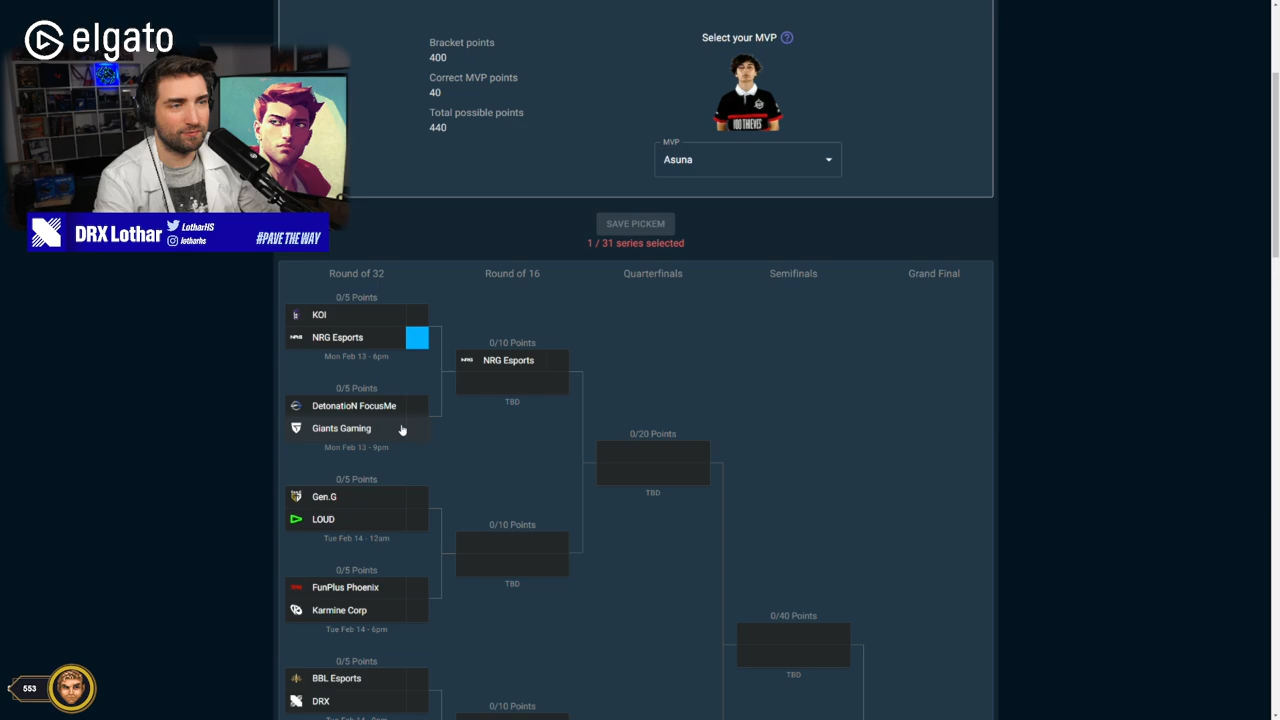 elgato
DRX Lothar
LotharHS
lotharhs
#PAVE THE WAY
Bracket points
400
Correct MVP points
40
Total possible points
440
Select your MVP ?
100 THIEVES
MVP
Asuna
SAVE PICKEM
1 / 31 series selected
Round of 32
Round of 16
Quarterfinals
Semifinals
Grand Final
0/5 Points
KOI
NRG Esports
Mon Feb 13 - 6pm
0/5 Points
DetonatioN FocusMe
Giants Gaming
Mon Feb 13 - 9pm
0/5 Points
Gen.G
LOUD
Tue Feb 14 - 12am
0/5 Points
FunPlus Phoenix
Karmine Corp
Tue Feb 14 - 6pm
0/5 Points
BBL Esports
DRX
0/10 Points
NRG Esports
TBD
0/10 Points
TBD
0/10 Points
0/20 Points
TBD
0/40 Points
TBD
553